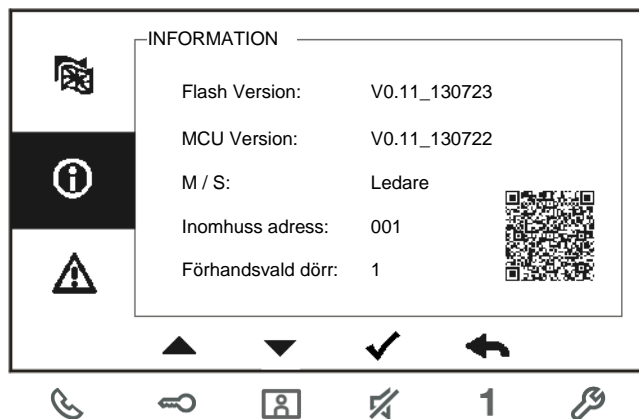 INFORMATION
Flash Version: V0.11_130723
MCU Version: V0.11_130722
M / S: Ledare
Inomhuss adress: 001
Förhandsvald dörr: 1
1